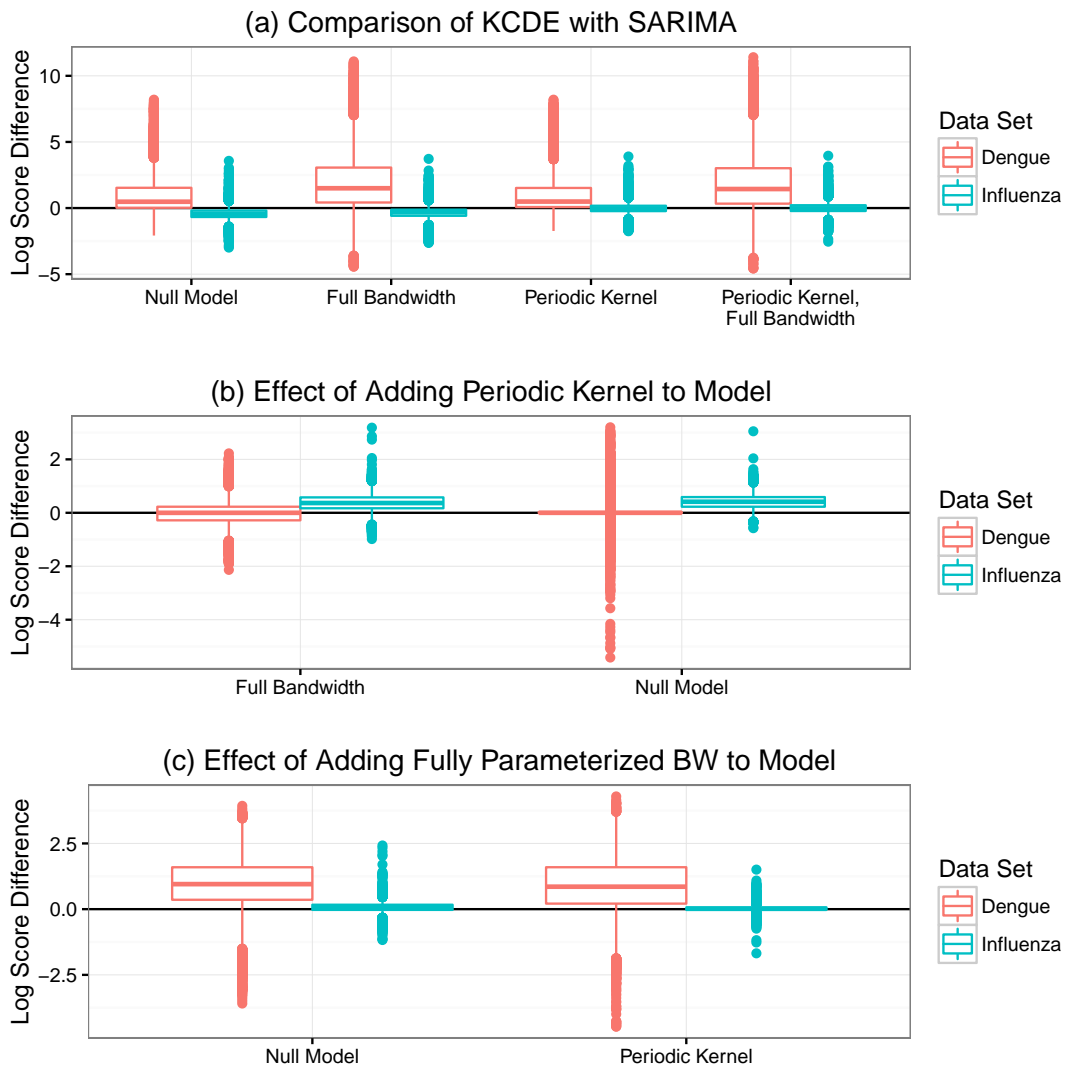 (a) Comparison of KCDE with SARIMA
Log Score Difference
10
5
0
−5
Null Model
Full Bandwidth
Periodic Kernel
Periodic Kernel,
Full Bandwidth
Data Set
Dengue
Influenza
(b) Effect of Adding Periodic Kernel to Model
Log Score Difference
2
0
−2
−4
Full Bandwidth
Null Model
Data Set
Dengue
Influenza
(c) Effect of Adding Fully Parameterized BW to Model
Log Score Difference
2.5
0.0
−2.5
Null Model
Periodic Kernel
Data Set
Dengue
Influenza